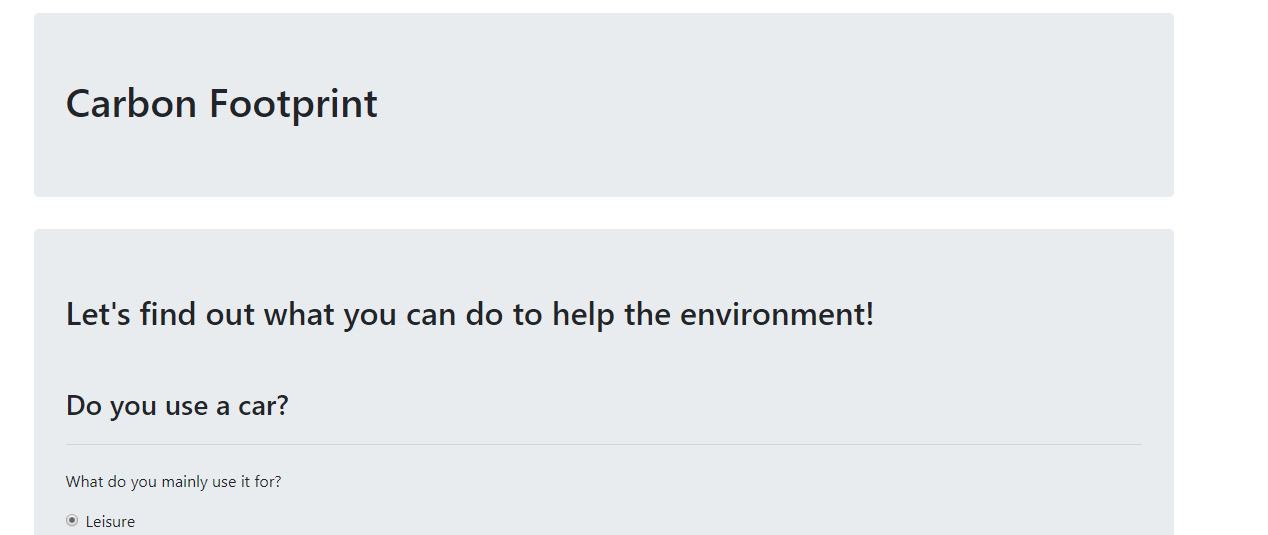 Carbon Footprint
Let's find out what you can do to help the environment!
Do you use a car?
What do you mainly use it for?
Leisure